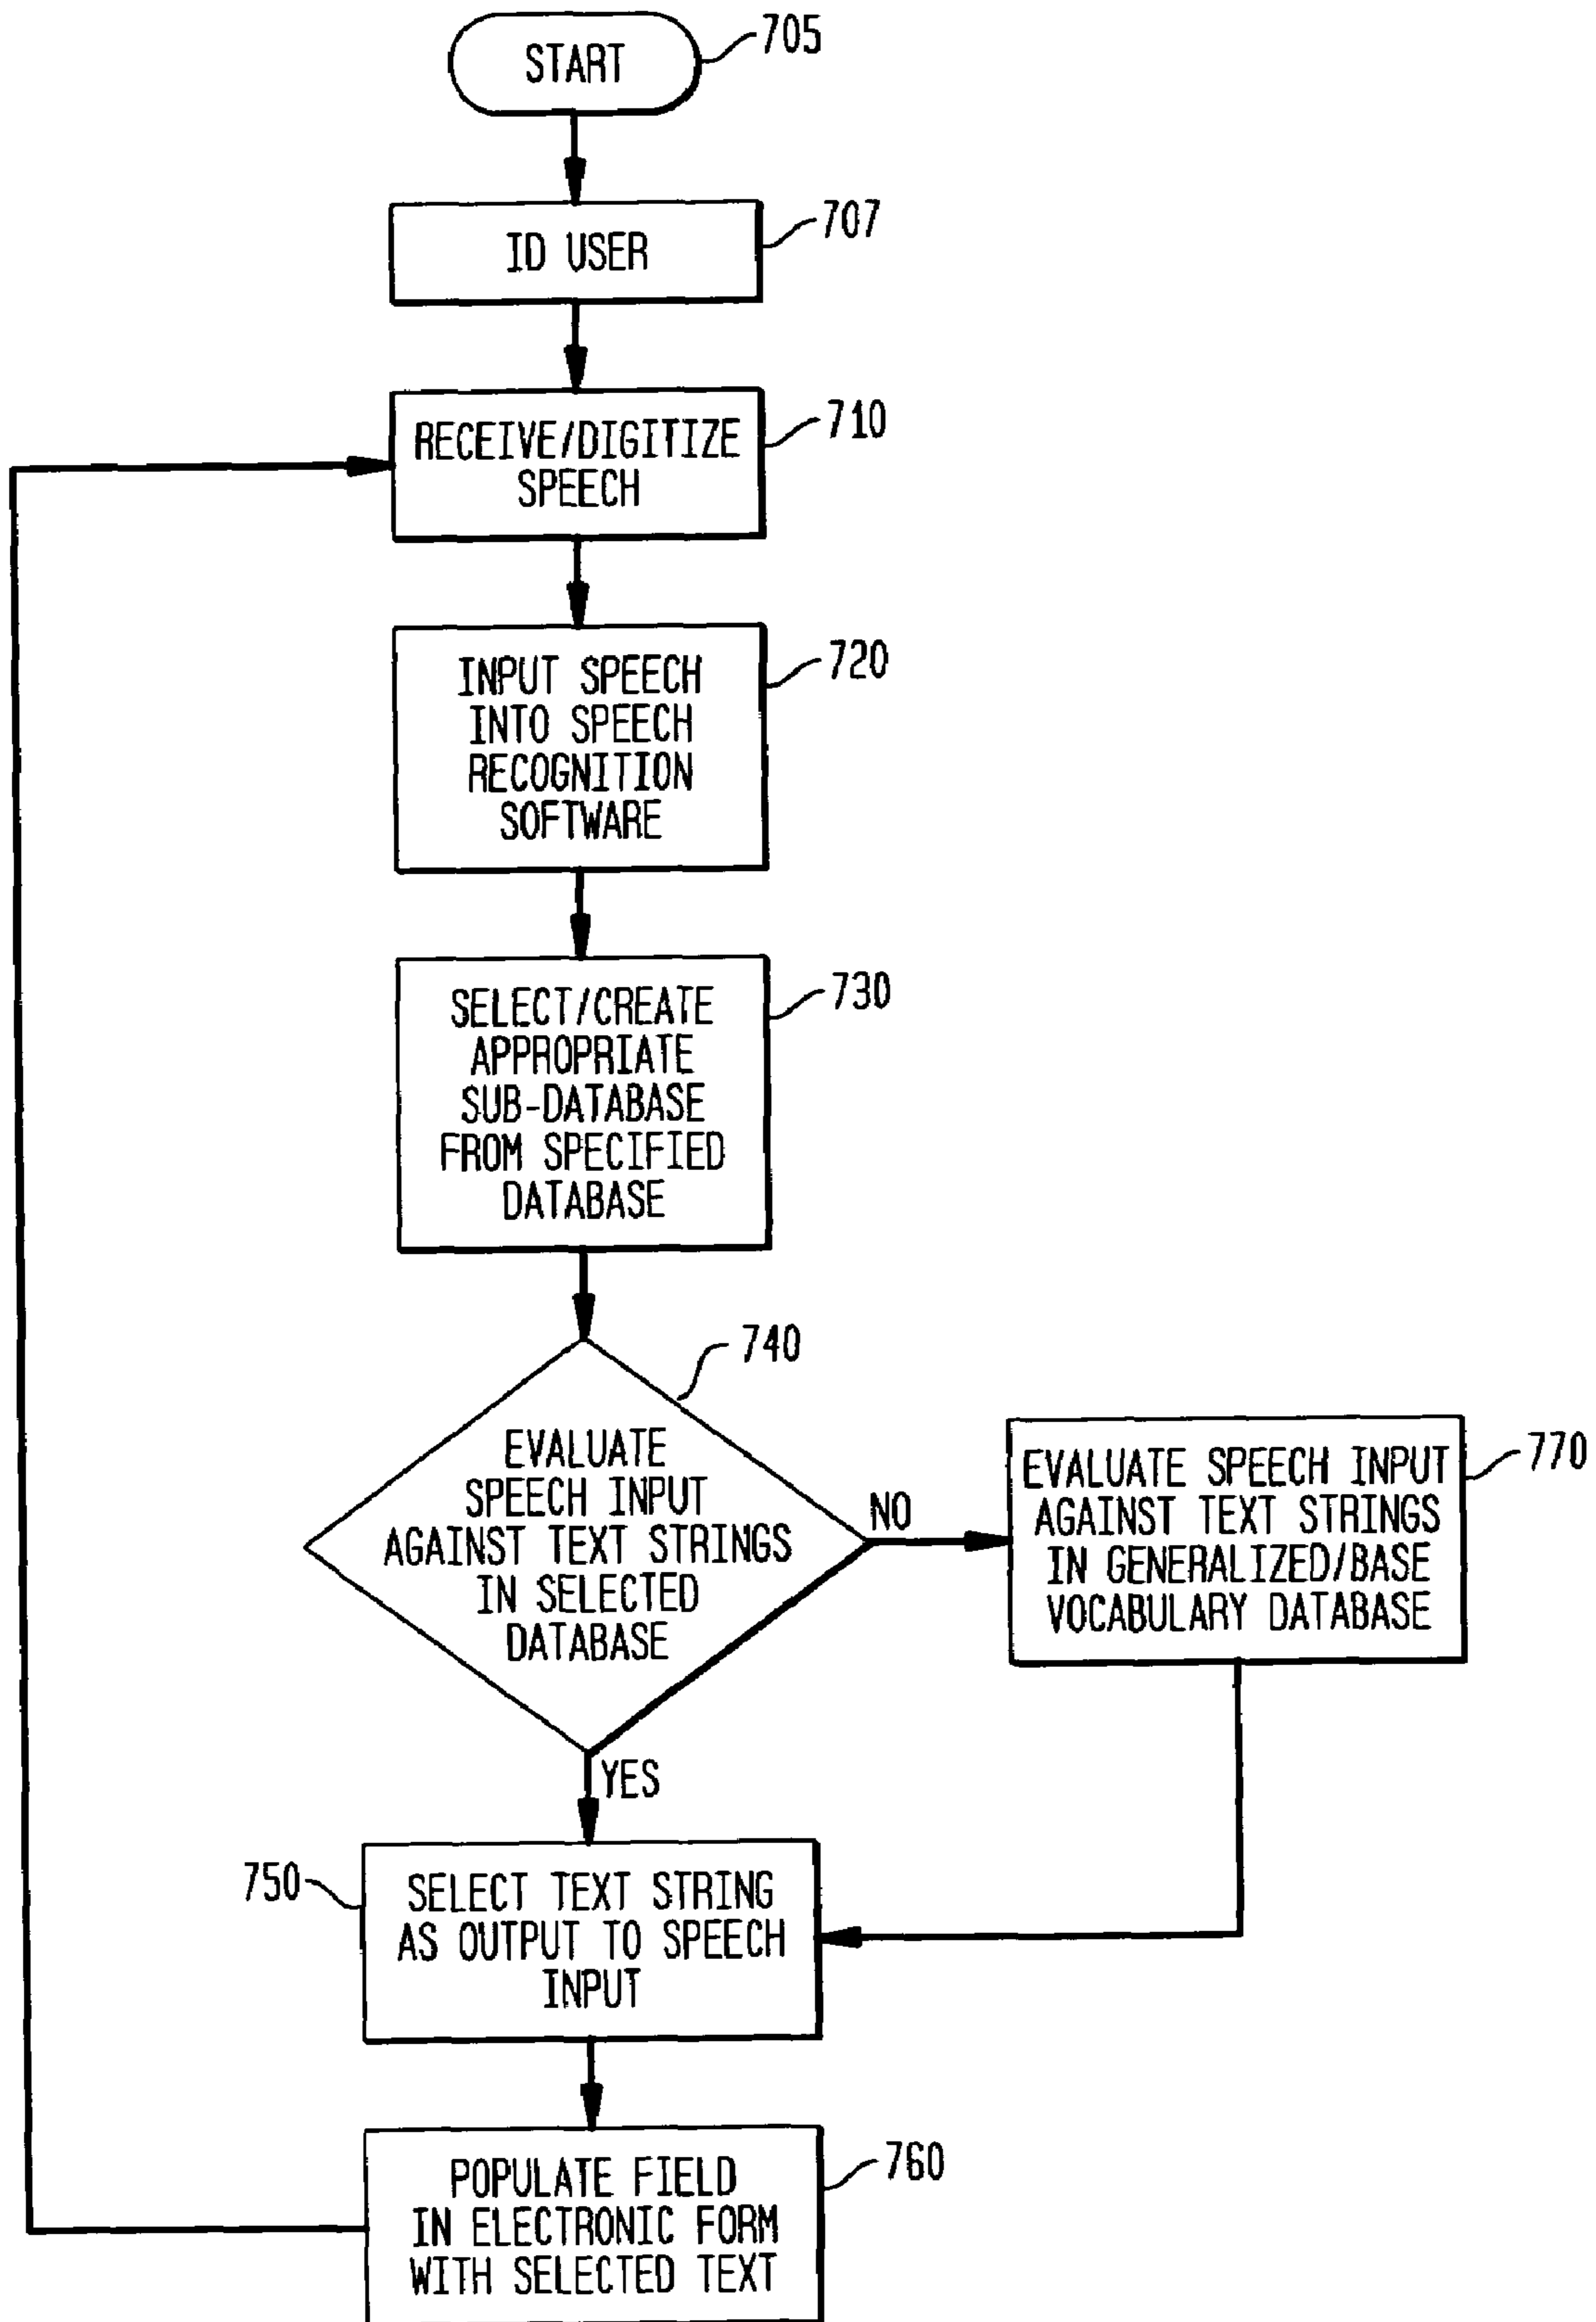 START
705
ID USER
707
RECEIVE/DIGITIZE
SPEECH
710
INPUT SPEECH
INTO SPEECH
RECOGNITION
SOFTWARE
720
SELECT/CREATE
APPROPRIATE
SUB-DATABASE
FROM SPECIFIED
DATABASE
730
740
EVALUATE
SPEECH INPUT
AGAINST TEXT STRINGS
IN SELECTED
DATABASE
NO
YES
EVALUATE SPEECH INPUT
AGAINST TEXT STRINGS
IN GENERALIZED/BASE
VOCABULARY DATABASE
770
750
SELECT TEXT STRING
AS OUTPUT TO SPEECH
INPUT
POPULATE FIELD
IN ELECTRONIC FORM
WITH SELECTED TEXT
760